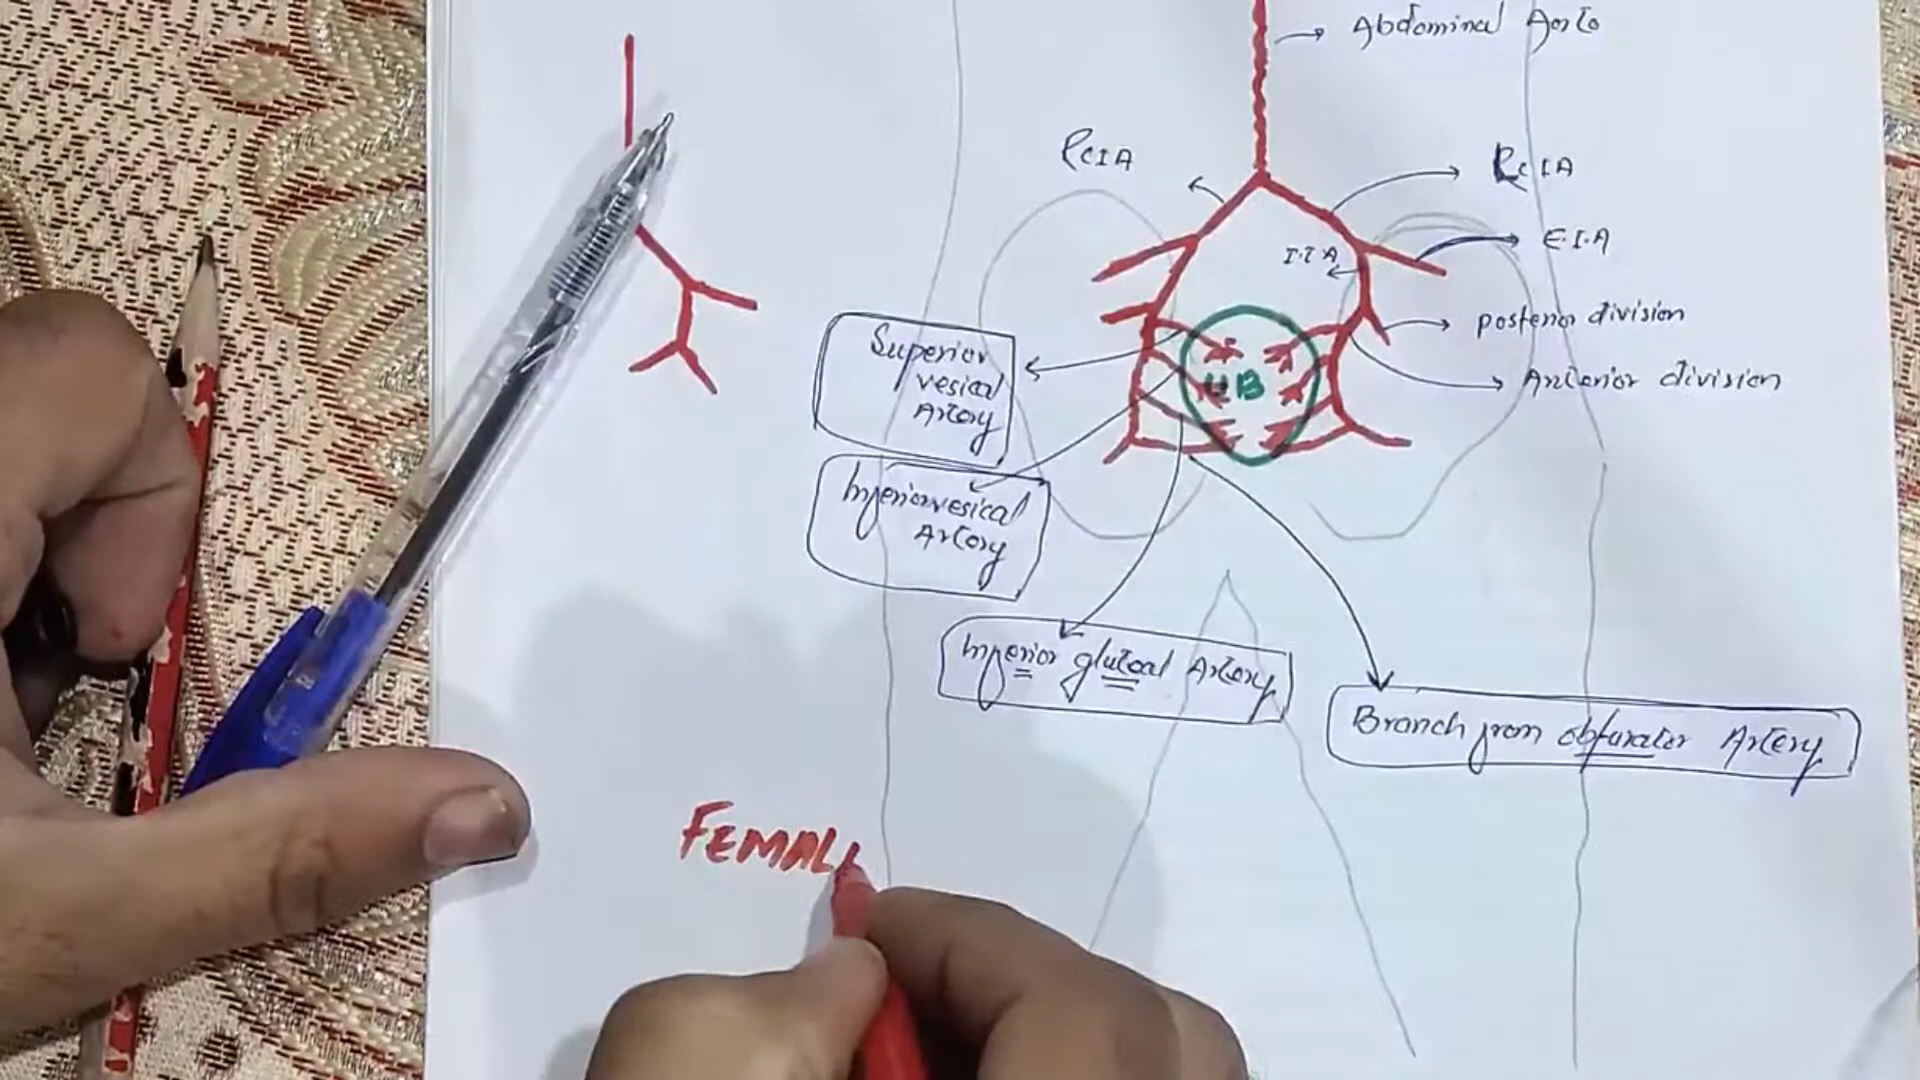 Abdominal Aorta
RCIA
LCIA
E.I.A
I.I.A
posterior division
Anterior division
Superior
vesical
Artery
UB
Inferior vesical
Artery
Inferior gluteal Artery
Branch from obturator Artery
FEMAL